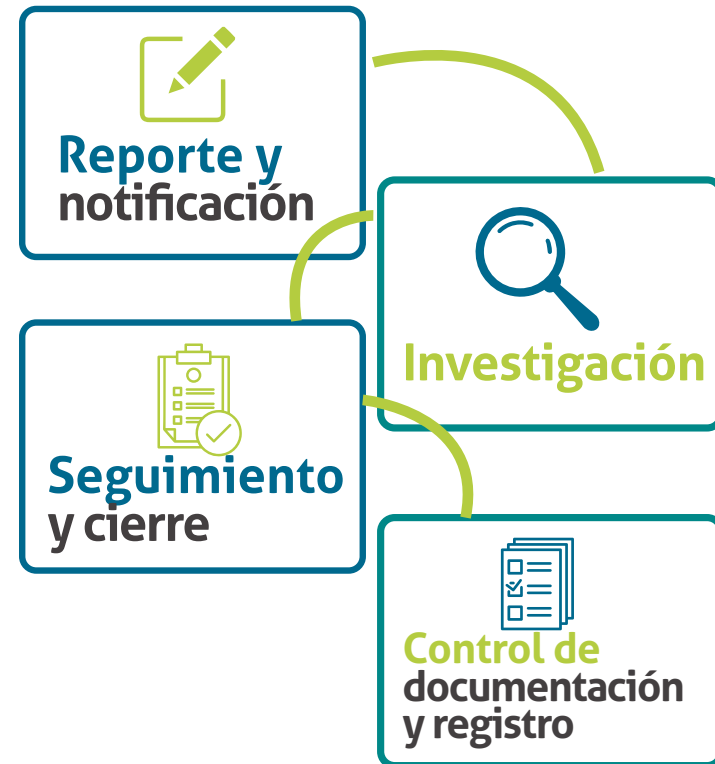 Reporte y
notificación
Investigación
Seguimiento
y cierre
Control de
documentación
y registro